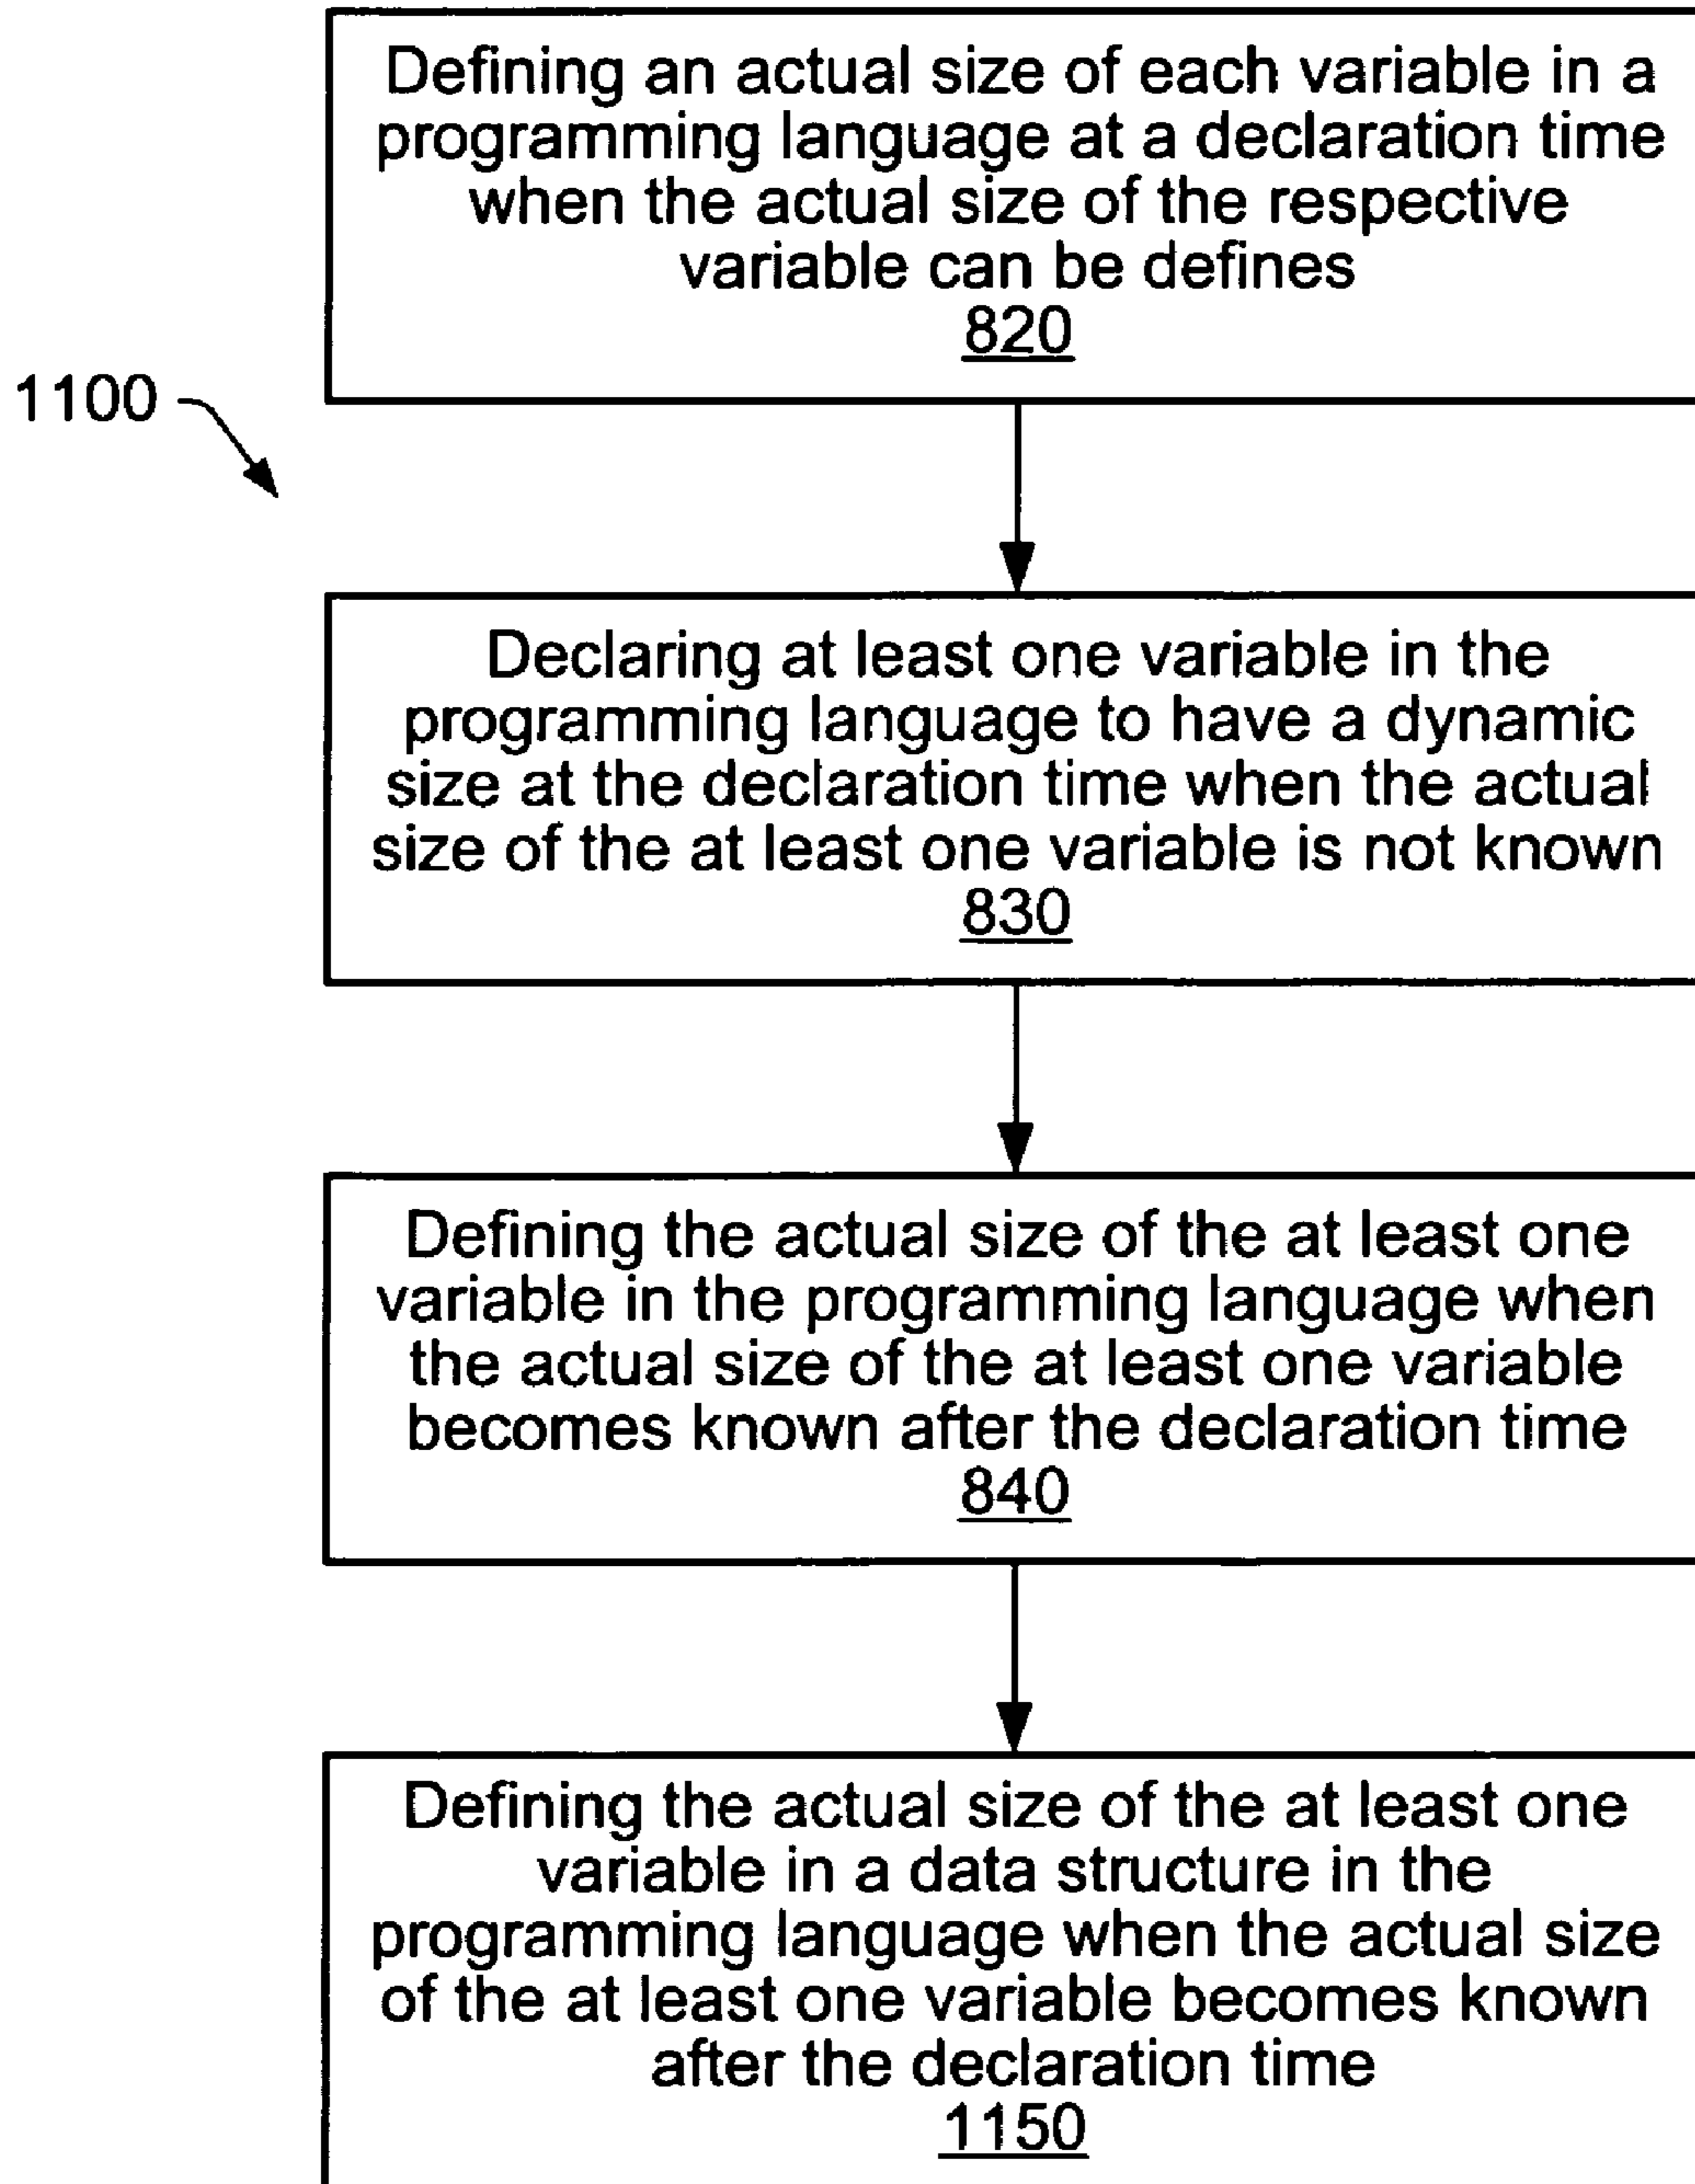 Defining an actual size of each variable in a
programming language at a declaration time
when the actual size of the respective
variable can be defines
820
1100
Declaring at least one variable in the
programming language to have a dynamic
size at the declaration time when the actual
size of the at least one variable is not known
830
Defining the actual size of the at least one
variable in the programming language when
the actual size of the at least one variable
becomes known after the declaration time
840
Defining the actual size of the at least one
variable in a data structure in the
programming language when the actual size
of the at least one variable becomes known
after the declaration time
1150